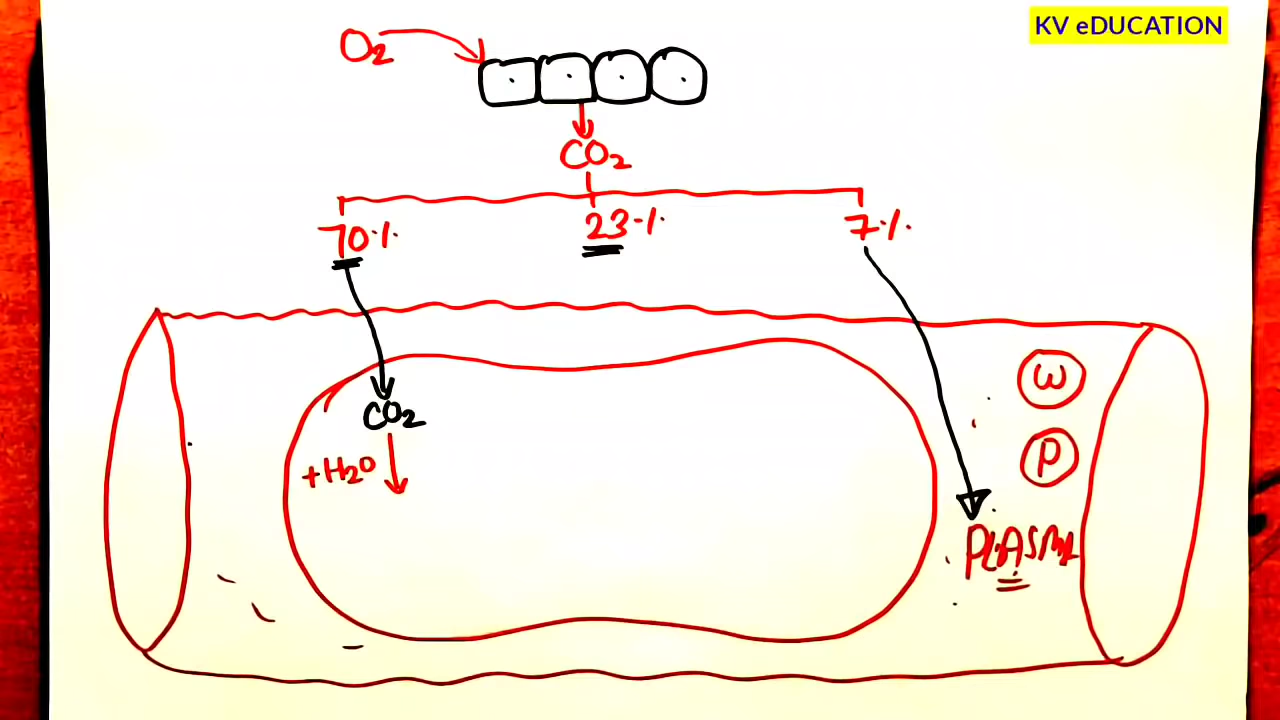 KV eDUCATION
O2
CO2
70% 23% 7%
W
CO2
+H2O
P
PLASMA